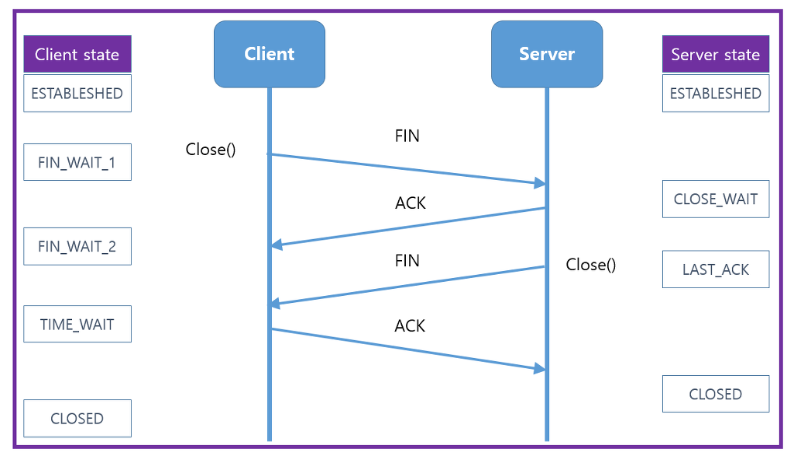 Client state
Client
Server
Server state
ESTABLESHED
ESTABLESHED
FIN
Close()
FIN_WAIT_1
ACK
CLOSE_WAIT
FIN_WAIT_2
FIN
Close()
LAST_ACK
TIME_WAIT
ACK
CLOSED
CLOSED